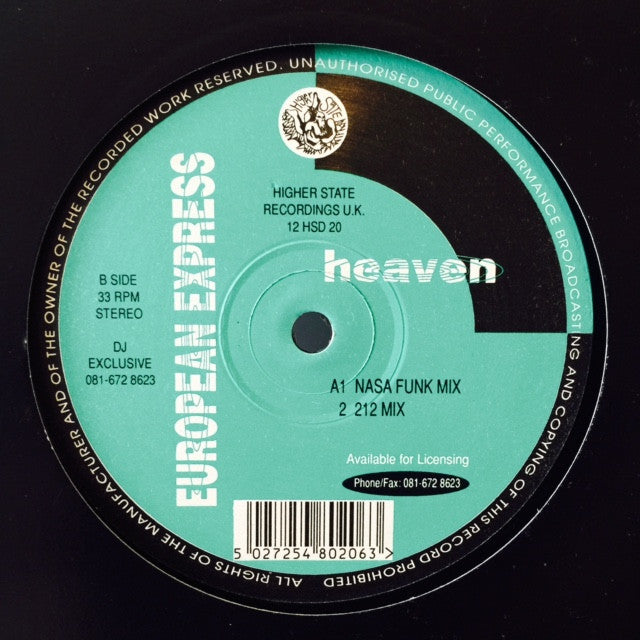 ALL RIGHTS OF THE MANUFACTURER AND OF THE OWNER OF THE RECORDED WORK RESERVED. UNAUTHORISED PUBLIC PERFORMANCE BROADCASTING AND COPYING OF THIS RECORD PROHIBITED
HIGHER STATE
RECORDINGS U.K.
12 HSD 20
EUROPEAN EXPRESS
heaven
B SIDE
33 RPM
STEREO
DJ
EXCLUSIVE
081-672 8623
A1 NASA FUNK MIX
2 212 MIX
Available for Licensing
Phone/Fax: 081-672 8623
5 027254 802063 >